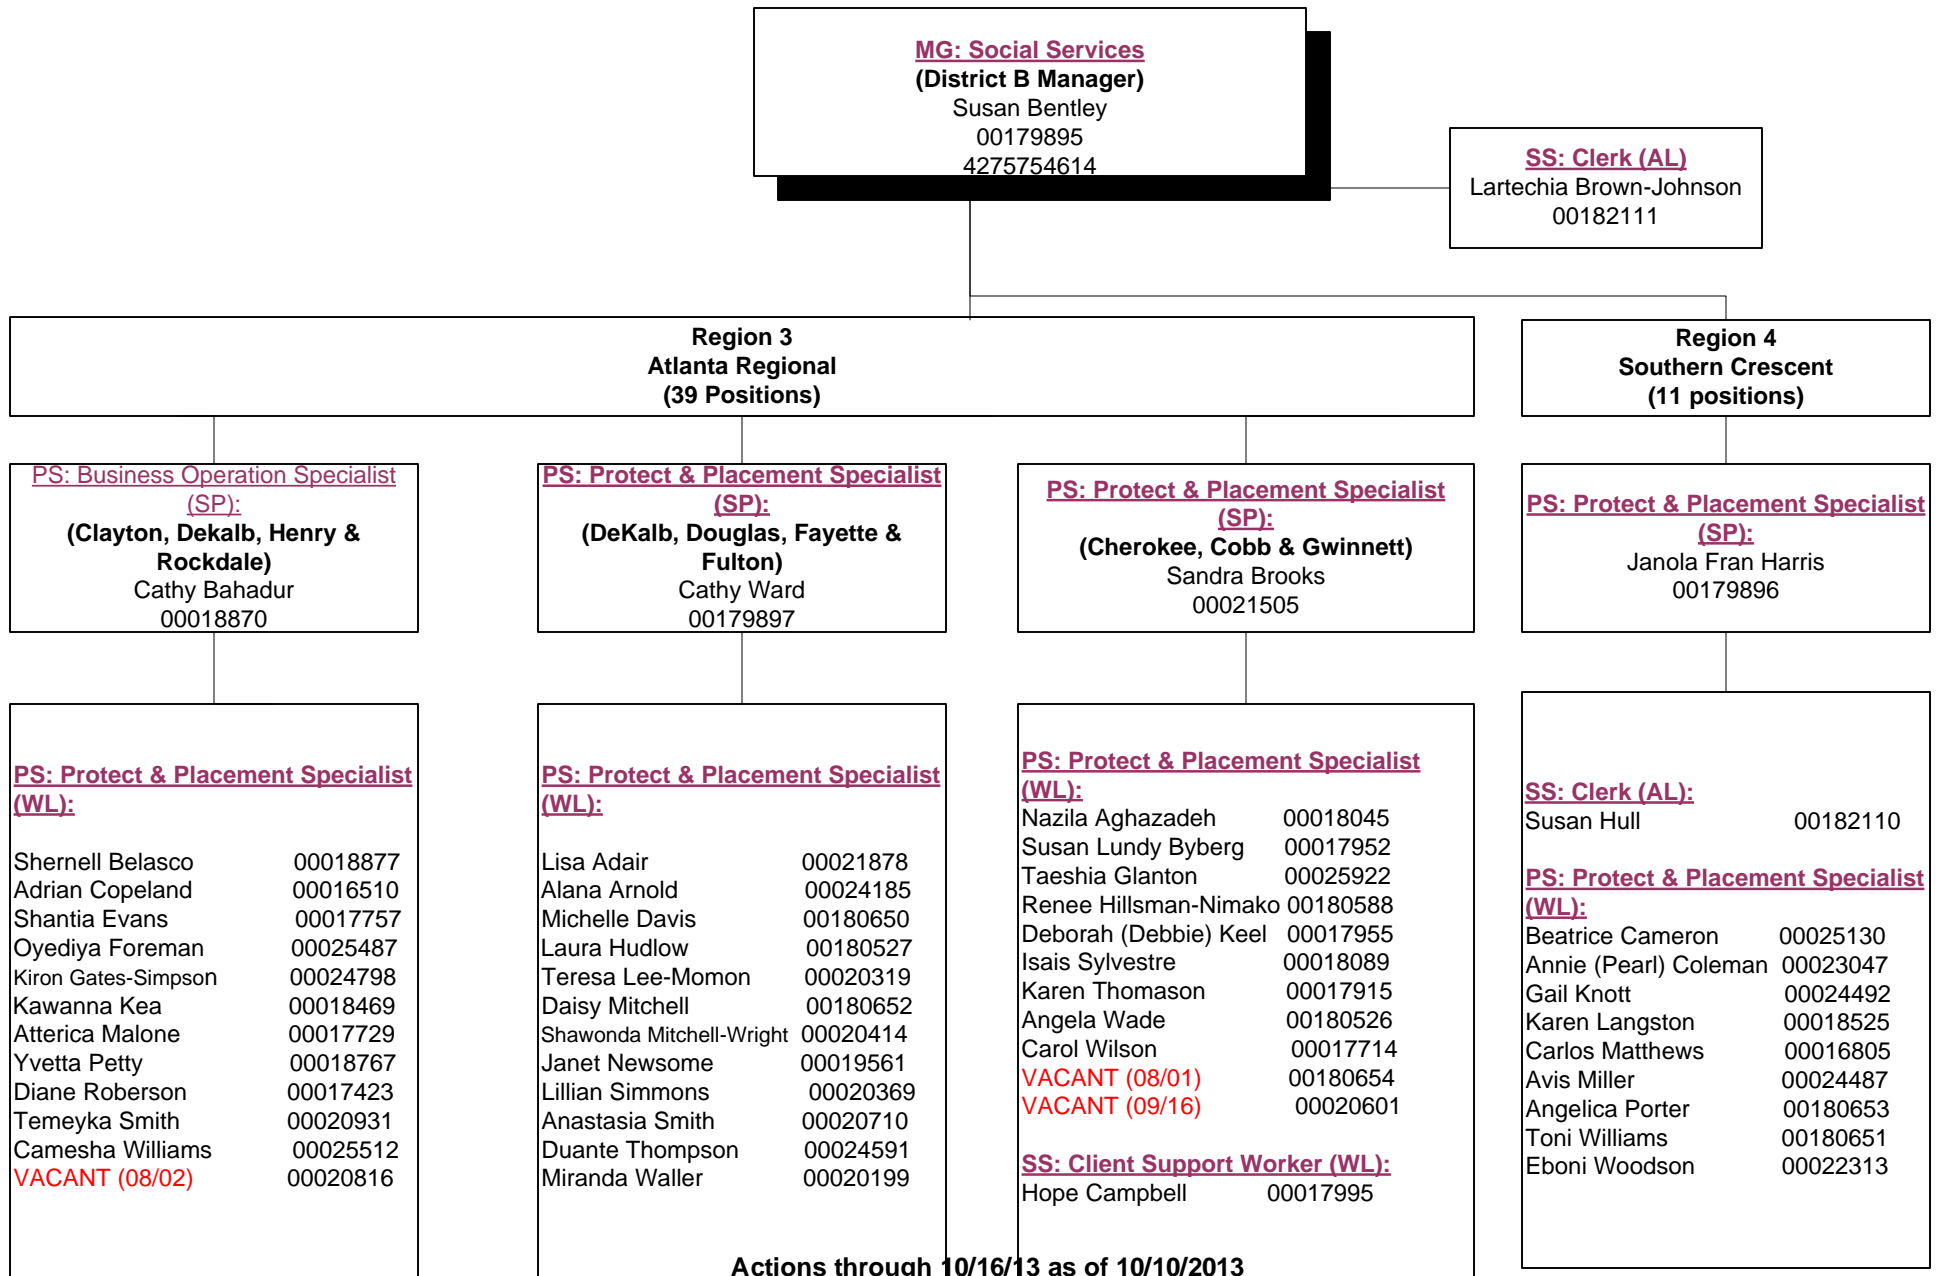 MG: Social Services
(District B Manager)
Susan Bentley
00179895
4275754614
SS: Clerk (AL)
Lartechia Brown-Johnson
00182111
Region 3
Atlanta Regional
(39 Positions)
Region 4
Southern Crescent
(11 positions)
PS: Business Operation Specialist
(SP):
(Clayton, Dekalb, Henry &
Rockdale)
Cathy Bahadur
00018870
PS: Protect & Placement Specialist
(SP):
(DeKalb, Douglas, Fayette &
Fulton)
Cathy Ward
00179897
PS: Protect & Placement Specialist
(SP):
(Cherokee, Cobb & Gwinnett)
Sandra Brooks
00021505
PS: Protect & Placement Specialist
(SP):
Janola Fran Harris
00179896
PS: Protect & Placement Specialist
(WL):
Shernell Belasco 00018877
Adrian Copeland 00016510
Shantia Evans 00017757
Oyediya Foreman 00025487
Kiron Gates-Simpson 00024798
Kawanna Kea 00018469
Atterica Malone 00017729
Yvetta Petty 00018767
Diane Roberson 00017423
Temeyka Smith 00020931
Camesha Williams 00025512
VACANT (08/02) 00020816
PS: Protect & Placement Specialist
(WL):
Lisa Adair 00021878
Alana Arnold 00024185
Michelle Davis 00180650
Laura Hudlow 00180527
Teresa Lee-Momon 00020319
Daisy Mitchell 00180652
Shawonda Mitchell-Wright 00020414
Janet Newsome 00019561
Lillian Simmons 00020369
Anastasia Smith 00020710
Duante Thompson 00024591
Miranda Waller 00020199
PS: Protect & Placement Specialist
(WL):
Nazila Aghazadeh 00018045
Susan Lundy Byberg 00017952
Taeshia Glanton 00025922
Renee Hillsman-Nimako 00180588
Deborah (Debbie) Keel 00017955
Isais Sylvestre 00018089
Karen Thomason 00017915
Angela Wade 00180526
Carol Wilson 00017714
VACANT (08/01) 00180654
VACANT (09/16) 00020601
SS: Client Support Worker (WL):
Hope Campbell 00017995
SS: Clerk (AL):
Susan Hull 00182110
PS: Protect & Placement Specialist
(WL):
Beatrice Cameron 00025130
Annie (Pearl) Coleman 00023047
Gail Knott 00024492
Karen Langston 00018525
Carlos Matthews 00016805
Avis Miller 00024487
Angelica Porter 00180653
Toni Williams 00180651
Eboni Woodson 00022313
Actions through 10/16/13 as of 10/10/2013